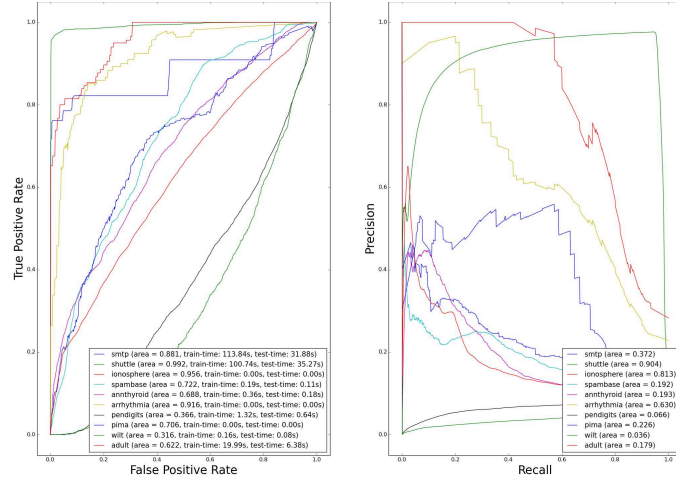 1.0
0.8
0.6
0.4
0.2
0.0
True Positive Rate
0.0 0.2 0.4 0.6 0.8 1.0
False Positive Rate
smtp (area = 0.881, train-time: 113.84s, test-time: 31.88s)
shuttle (area = 0.992, train-time: 100.74s, test-time: 35.27s)
ionosphere (area = 0.956, train-time: 0.00s, test-time: 0.00s)
spambase (area = 0.722, train-time: 0.19s, test-time: 0.11s)
annthyroid (area = 0.688, train-time: 0.36s, test-time: 0.18s)
arrhythmia (area = 0.916, train-time: 0.00s, test-time: 0.00s)
pendigits (area = 0.366, train-time: 1.32s, test-time: 0.64s)
pima (area = 0.706, train-time: 0.00s, test-time: 0.00s)
wilt (area = 0.316, train-time: 0.16s, test-time: 0.08s)
adult (area = 0.622, train-time: 19.99s, test-time: 6.38s)
1.0
0.8
0.6
0.4
0.2
0.0
Precision
0.0 0.2 0.4 0.6 0.8 1.0
Recall
smtp (area = 0.372)
shuttle (area = 0.904)
ionosphere (area = 0.813)
spambase (area = 0.192)
annthyroid (area = 0.193)
arrhythmia (area = 0.630)
pendigits (area = 0.066)
pima (area = 0.226)
wilt (area = 0.036)
adult (area = 0.179)